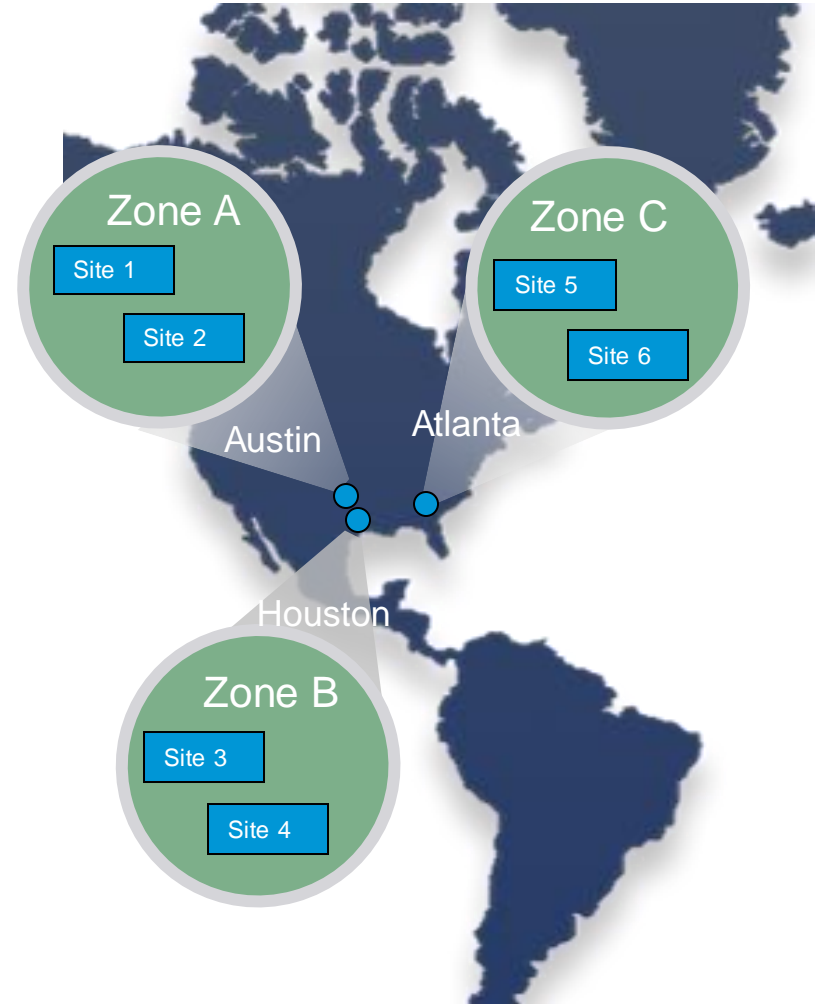 Zone A
Site 1
Site 2
Austin
Zone C
Site 5
Site 6
Atlanta
Houston
Zone B
Site 3
Site 4